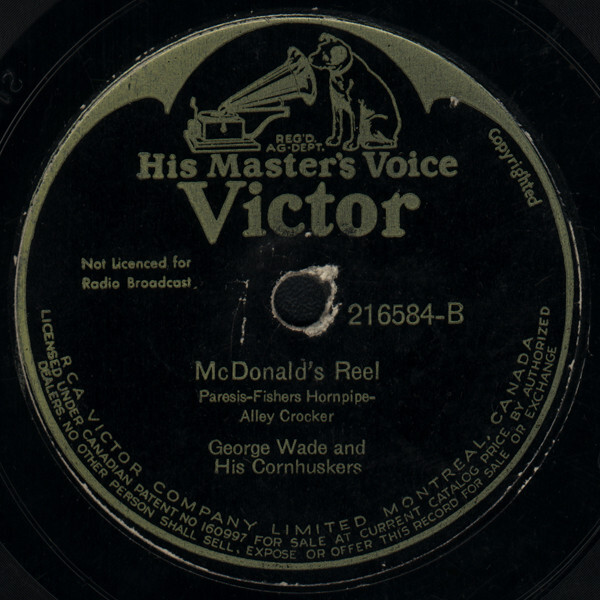 REG'D.
AG-DEPT.
His Master's Voice
Victor
Copyrighted
Not Licenced for
Radio Broadcast
216584-B
McDonald's Reel
Paresis-Fishers Hornpipe-
Alley Crocker
George Wade and
His Cornhuskers
RCA VICTOR COMPANY LIMITED MONTREAL, CANADA
LICENSED UNDER CANADIAN PATENT NO 160997 FOR SALE AT CURRENT CATALOG PRICE BY AUTHORIZED
DEALERS. NO OTHER PERSON SHALL SELL, EXPOSE OR OFFER THIS RECORD FOR SALE OR EXCHANGE